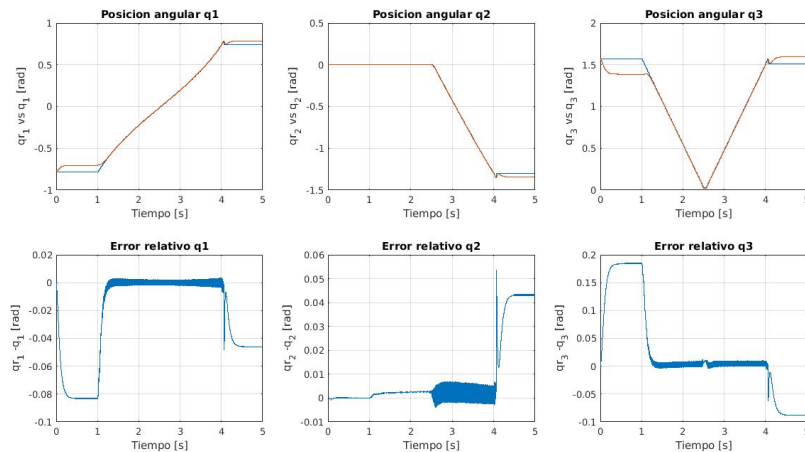 Posicion angular q1
1
0.5
0
-0.5
-1
qr1 vs q1 [rad]
0 1 2 3 4 5
Tiempo [s]
Posicion angular q2
0.5
0
-0.5
-1
-1.5
qr2 vs q2 [rad]
0 1 2 3 4 5
Tiempo [s]
Posicion angular q3
2
1.5
1
0.5
0
qr3 vs q3 [rad]
0 1 2 3 4 5
Tiempo [s]
Error relativo q1
0.02
0
-0.02
-0.04
-0.06
-0.08
-0.1
qr1 -q1 [rad]
0 1 2 3 4 5
Tiempo [s]
Error relativo q2
0.06
0.05
0.04
0.03
0.02
0.01
0
-0.01
qr2 -q2 [rad]
0 1 2 3 4 5
Tiempo [s]
Error relativo q3
0.2
0.15
0.1
0.05
0
-0.05
-0.1
qr3 -q3 [rad]
0 1 2 3 4 5
Tiempo [s]